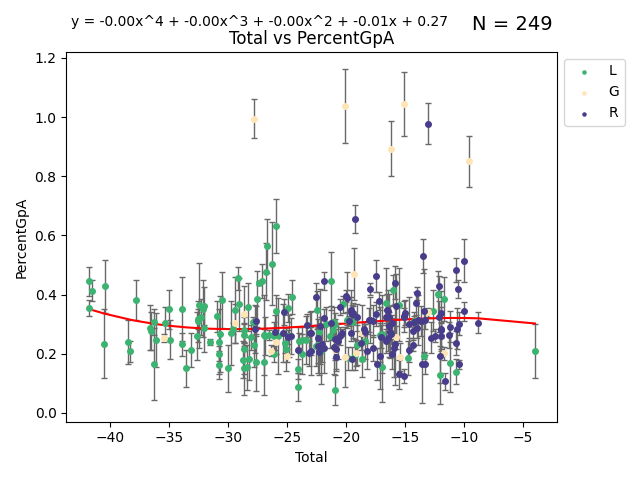 y = -0.00x^4 + -0.00x^3 + -0.00x^2 + -0.01x + 0.27
N = 249
Total vs PercentGpA
L
G
R
1.2
1.0
0.8
0.6
0.4
0.2
0.0
PercentGpA
−40 −35 −30 −25 −20 −15 −10 −5
Total